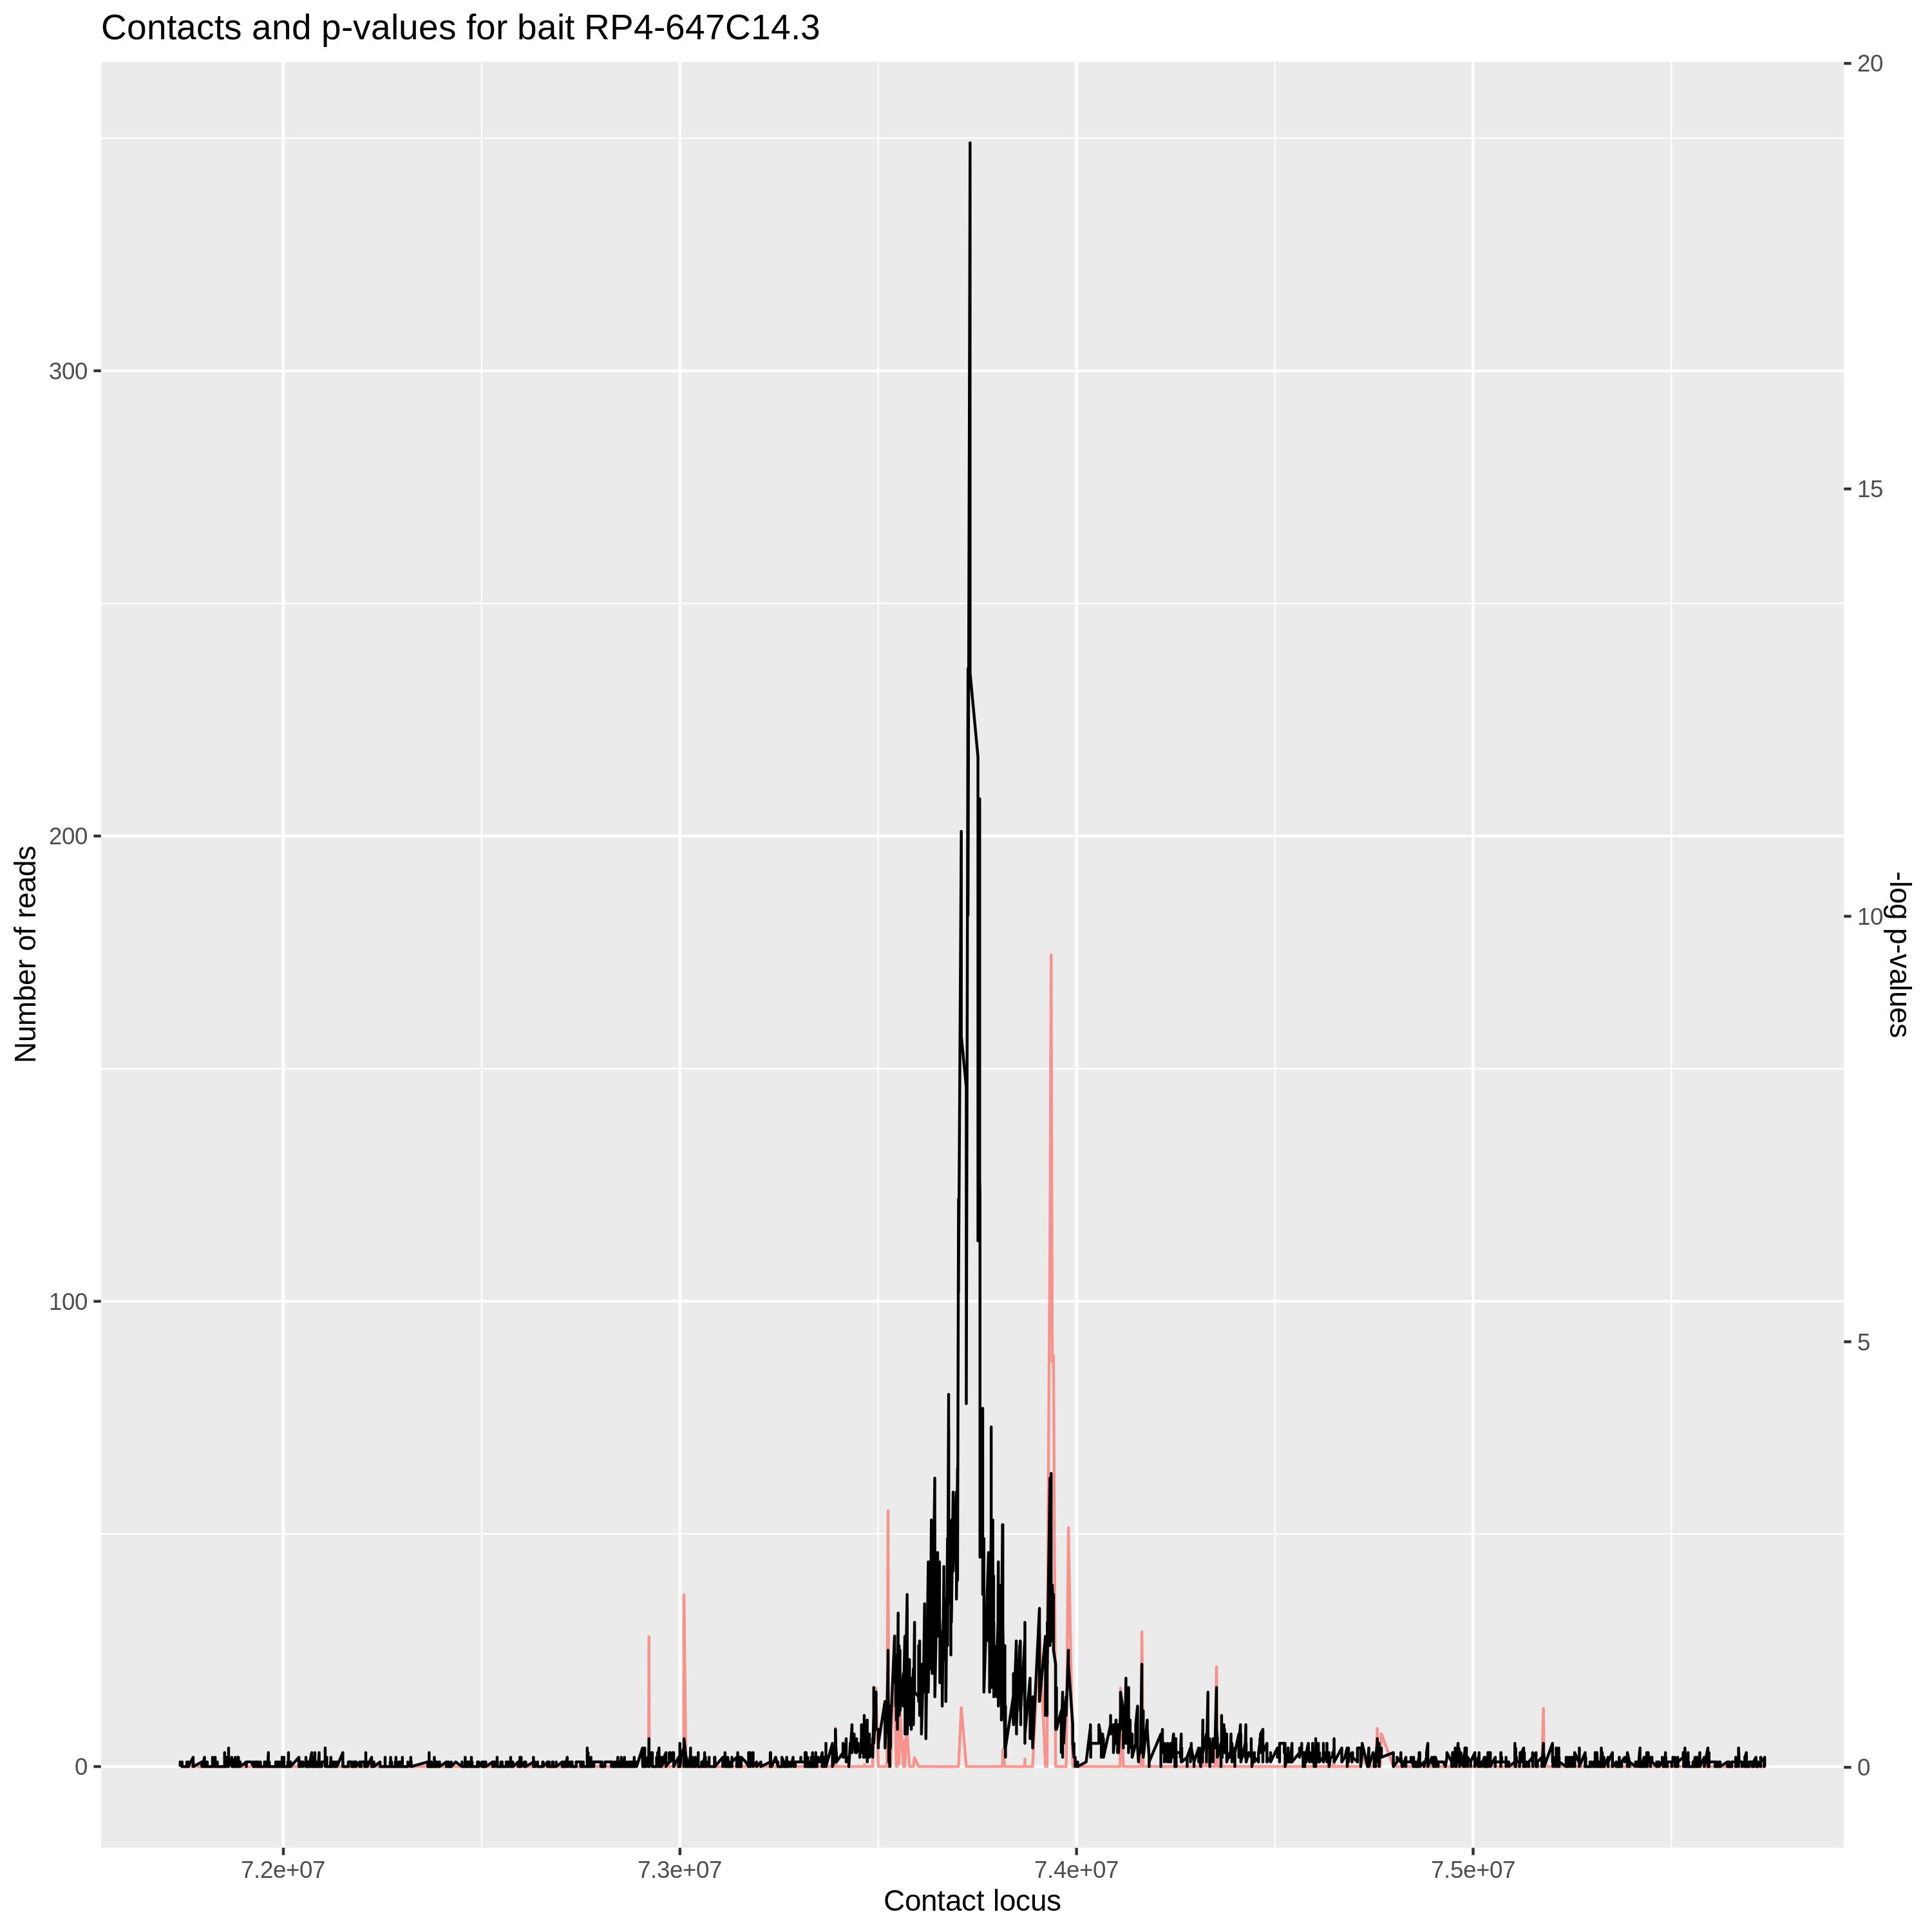 Contacts and p-values for bait RP4-647C14.3
20
15
10
5
0
300
200
100
0
Number of reads
-log p-values
7.2e+07 7.3e+07 7.4e+07 7.5e+07
Contact locus